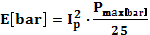 E[bar] = I_p^2 · P_max[bar] / 25